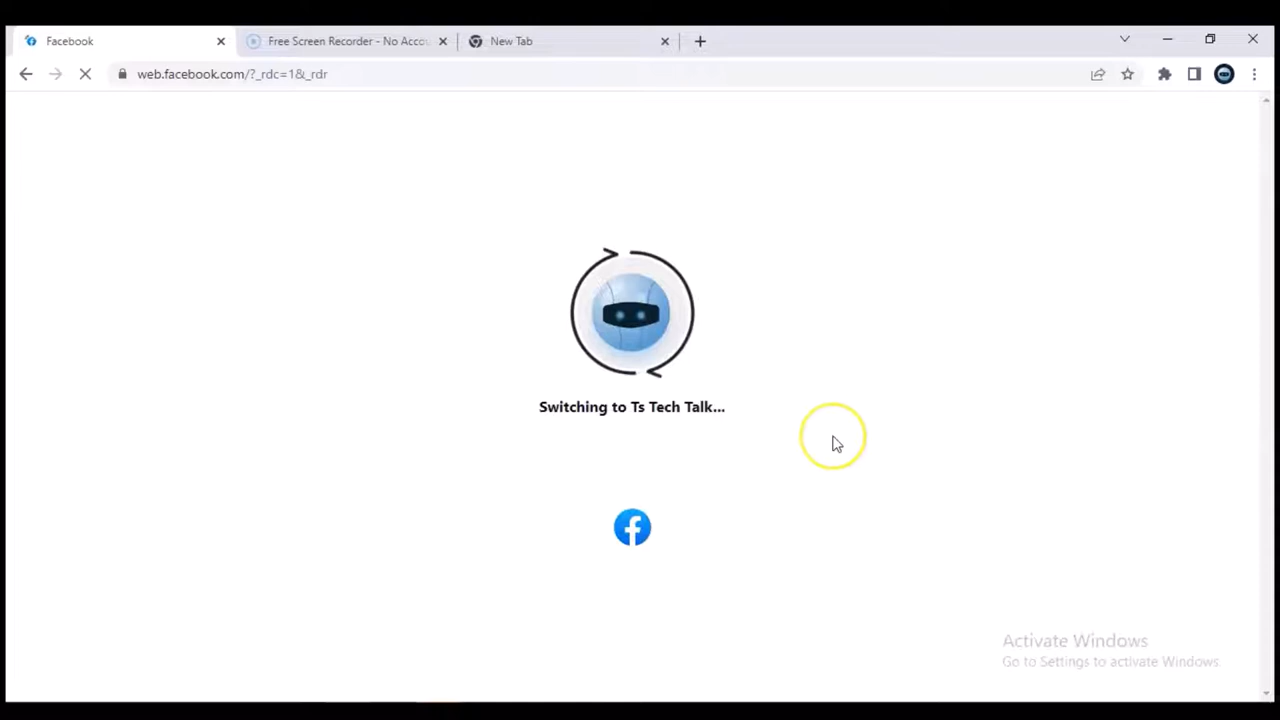 Facebook
Free Screen Recorder - No Accou
New Tab
web.facebook.com/?_rdc=1&_rdr
Switching to Ts Tech Talk...
Activate Windows
Go to Settings to activate Windows.